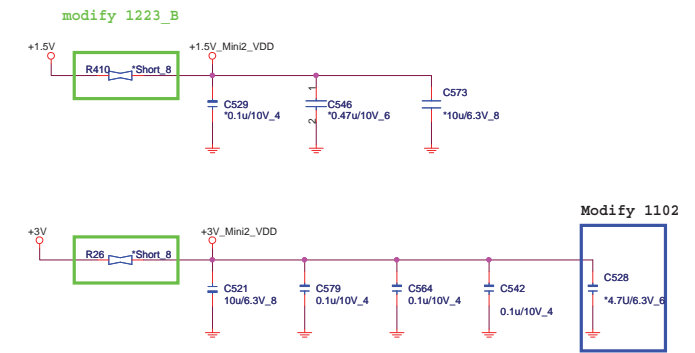 modify 1223_B
+1.5V
+1.5V_Mini2_VDD
R410
*Short_8
C529
*0.1u/10V_4
1
2
C546
*0.47u/10V_6
C573
*10u/6.3V_8
Modify 1102
+3V
+3V_Mini2_VDD
R26
*Short_8
C521
10u/6.3V_8
C579
0.1u/10V_4
C564
0.1u/10V_4
C542
0.1u/10V_4
C528
*4.7U/6.3V_6